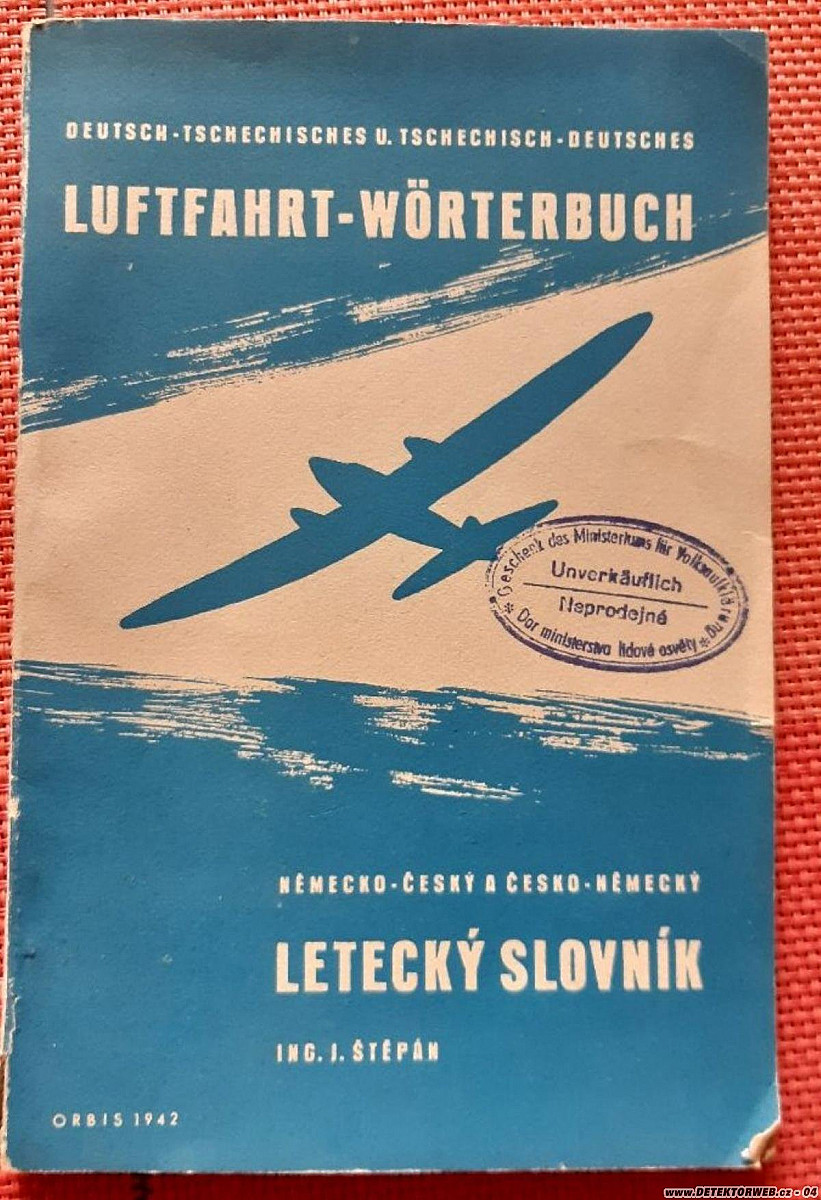 DEUTSCH-TSCHECHISCHES U. TSCHECHISCH-DEUTSCHES
LUFTFAHRT-WÖRTERBUCH
Geschenk des Ministeriums für Volksaufklärung
Unverkäuflich
Neprodejné
Dar ministerstva lidové osvěty
NĚMECKO-ČESKÝ A ČESKO-NĚMECKÝ
LETECKÝ SLOVNÍK
ING. J. ŠTĚPÁN
ORBIS 1942
www.DETEKTORWEB.cz - 04